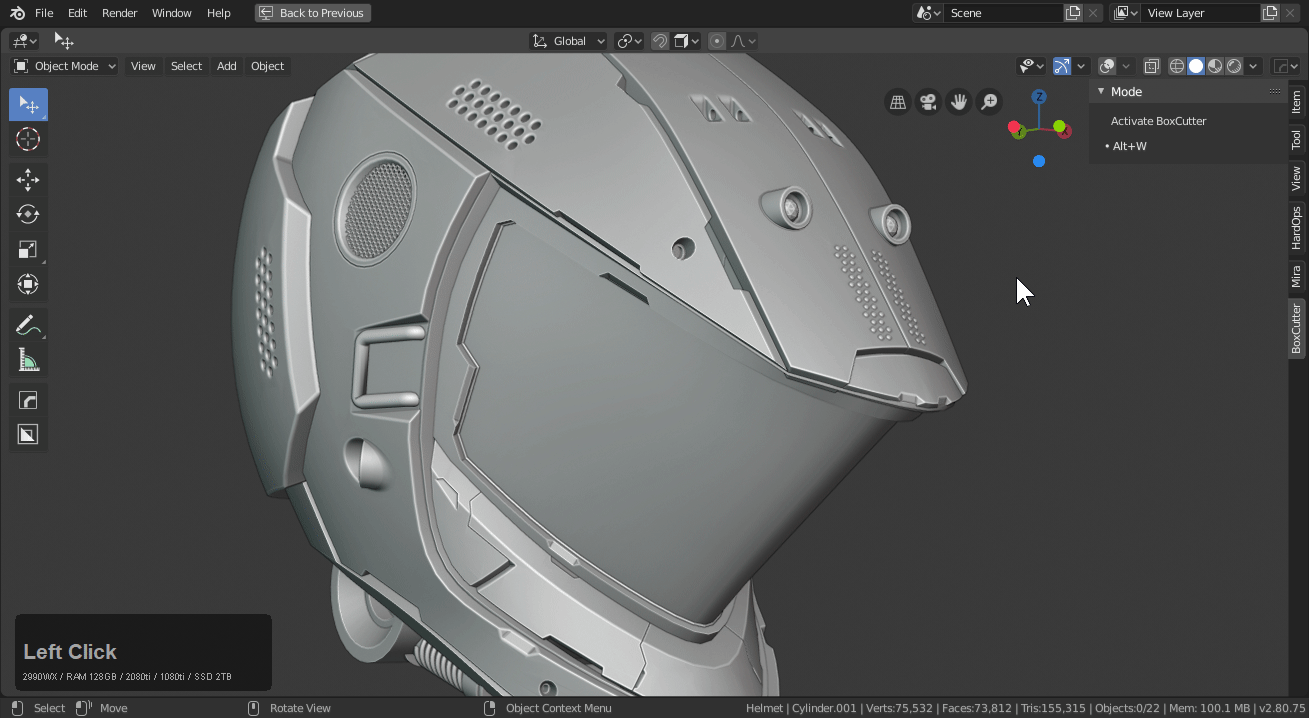 File Edit Render Window Help Back to Previous Scene View Layer
Global
Object Mode View Select Add Object
Mode
Activate BoxCutter
• Alt+W
Item
Tool
View
HardOps
Mira
BoxCutter
Z
Y
X
Left Click
2990WX / RAM 128GB / 2080ti / 1080ti / SSD 2TB
Select Move Rotate View Object Context Menu Helmet | Cylinder.001 | Verts:75,532 | Faces:73,812 | Tris:155,315 | Objects:0/22 | Mem: 100.1 MB | v2.80.75